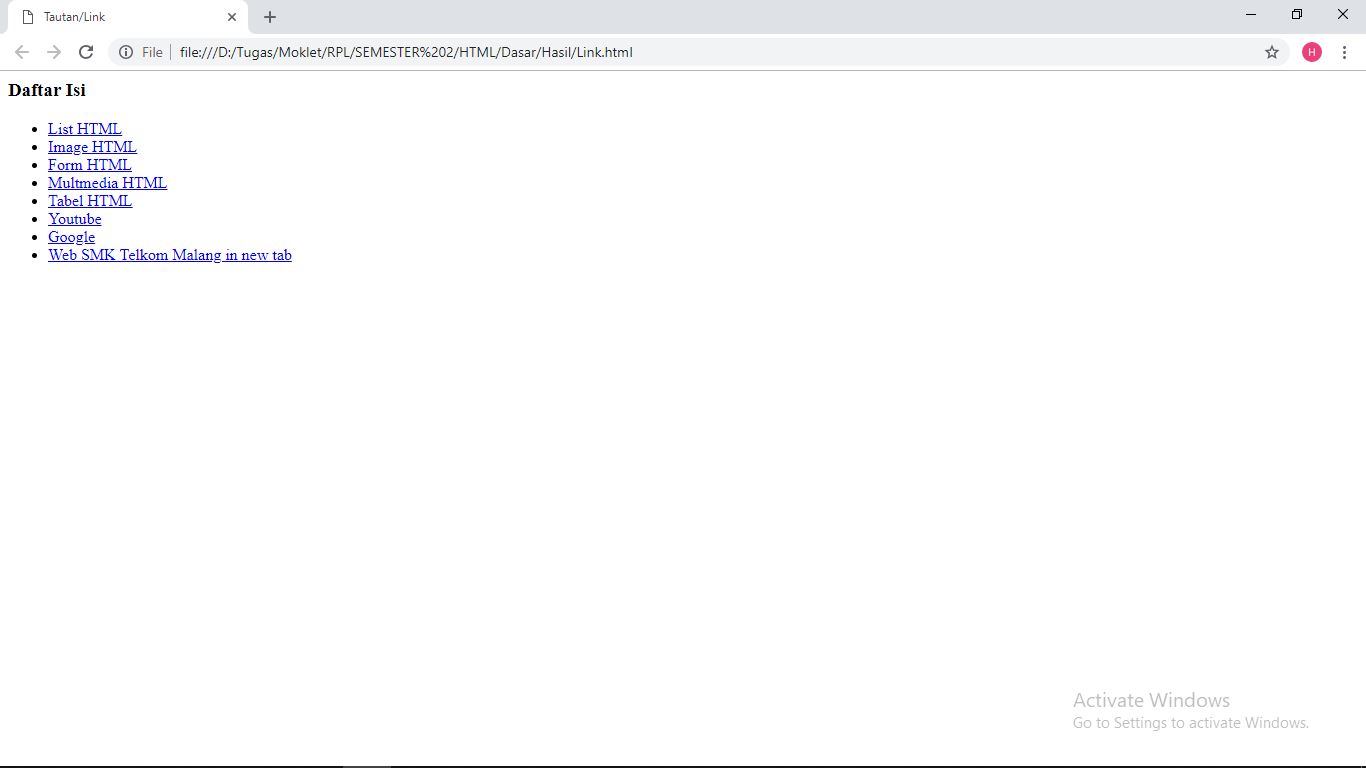 Tautan/Link
File
file:///D:/Tugas/Moklet/RPL/SEMESTER%202/HTML/Dasar/Hasil/Link.html
H
Daftar Isi
List HTML
Image HTML
Form HTML
Multmedia HTML
Tabel HTML
Youtube
Google
Web SMK Telkom Malang in new tab
Activate Windows
Go to Settings to activate Windows.